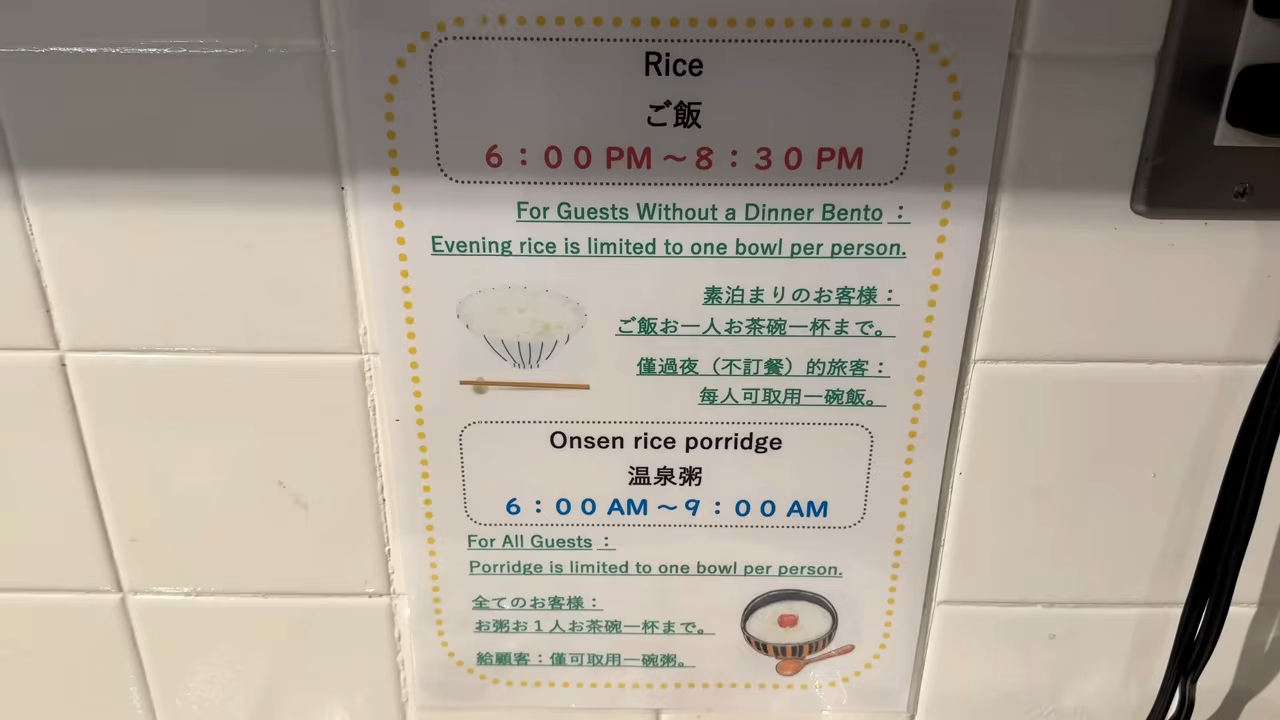 Rice
ご飯
6：00 PM～8：30 PM
For Guests Without a Dinner Bento ：
Evening rice is limited to one bowl per person.
素泊まりのお客様：
ご飯お一人お茶碗一杯まで。
僅過夜（不訂餐）的旅客：
每人可取用一碗飯。
Onsen rice porridge
温泉粥
6：00 AM～9：00 AM
For All Guests ：
Porridge is limited to one bowl per person.
全てのお客様：
お粥お１人お茶碗一杯まで。
給顧客：僅可取用一碗粥。